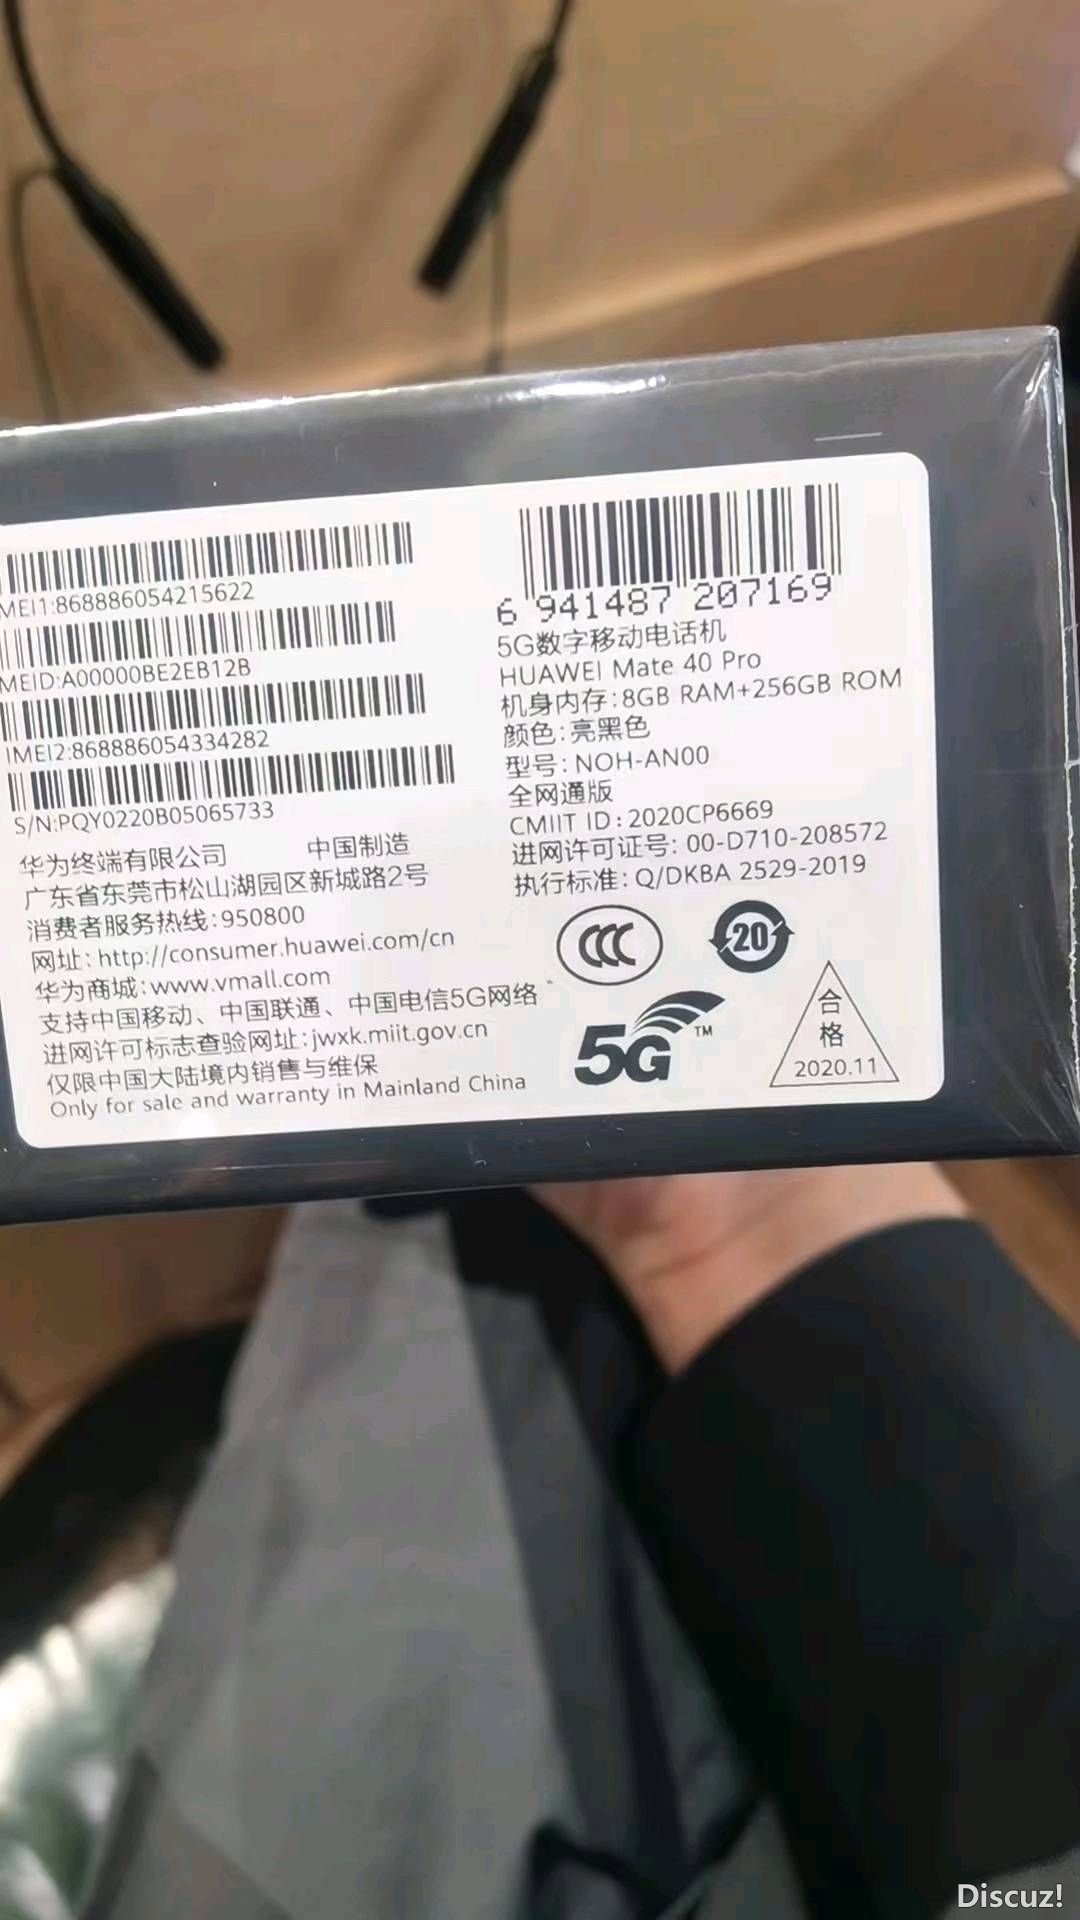 MEI1:868886054215622
MEID:A00000BE2EB12B
IMEI2:868886054334282
S/N:PQY0220B05065733
华为终端有限公司 中国制造
广东省东莞市松山湖园区新城路2号
消费者服务热线:950800
网址:http://consumer.huawei.com/cn
华为商城:www.vmall.com
支持中国移动、中国联通、中国电信5G网络
进网许可标志查验网址:jwxk.miit.gov.cn
仅限中国大陆境内销售与维保
Only for sale and warranty in Mainland China
6 941487 207169
5G数字移动电话机
HUAWEI Mate 40 Pro
机身内存:8GB RAM+256GB ROM
颜色:亮黑色
型号:NOH-AN00
全网通版
CMIIT ID:2020CP6669
进网许可证号:00-D710-208572
执行标准:Q/DKBA 2529-2019
CCC
20
5G™
合
格
2020.11
Discuz!